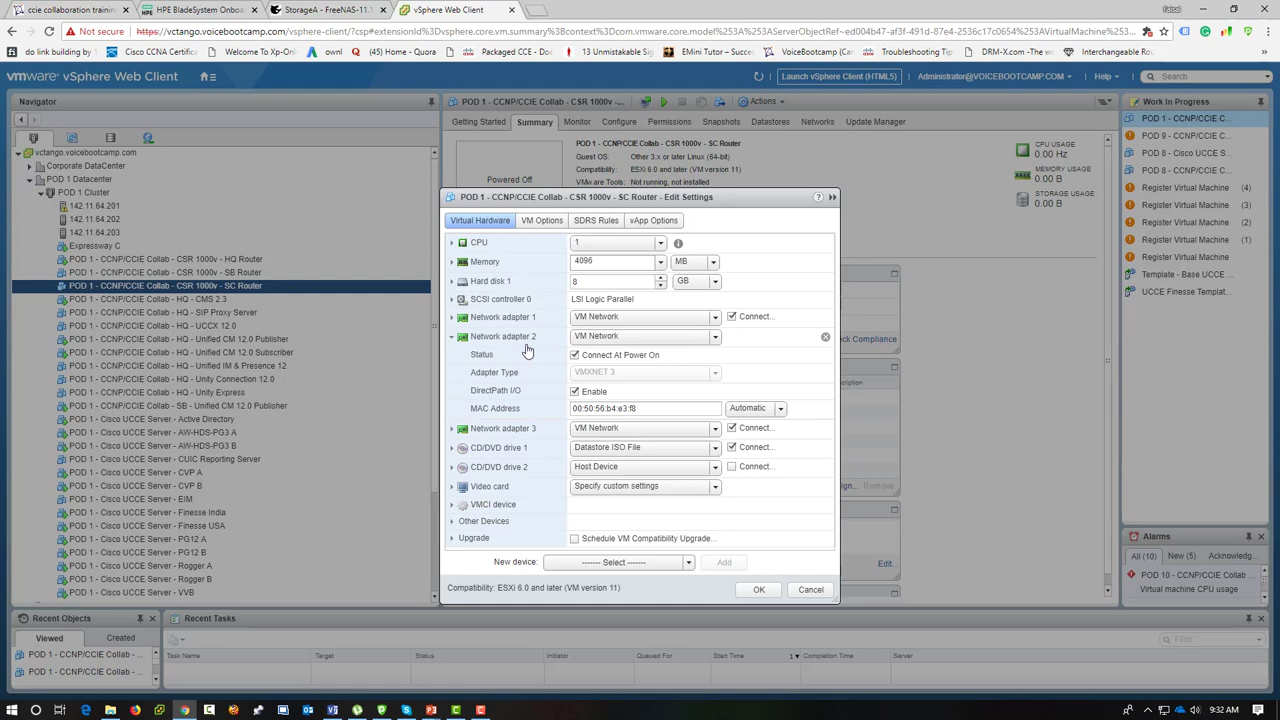 ccie collaboration training
HPE BladeSystem Onboa
StorageA - FreeNAS-11.1
vSphere Web Client
Not secure
https://vctango.voicebootcamp.com/vsphere-client/?csp#extensionId%3Dvsphere.core.vm.summary%3Bcontext%3Dcom.vmware.core.model%253A%253AServerObjectRef~ed004b47-af3f-491d-87e4-2536c17c0654%253AVirtualMachine%253...
Apps
do link building by
Cisco CCNA Certificat
Welcome To Xp-Onl
ownl
(4) Home - Quora
Packaged CCE - Doc
13 Unmistakable Sig
EMini Tutor – Succes
VoiceBootcamp (Can
Troubleshooting Tips
DRM-X.com -The wo
Interchangeable Rou
vmware vSphere Web Client
Launch vSphere Client (HTML5)
Administrator@VOICEBOOTCAMP.COM
Help
Search
Navigator
POD 1 - CCNP/CCIE Collab - CSR 1000v -...
Actions
Work In Progress
Back
Getting Started
Summary
Monitor
Configure
Permissions
Snapshots
Datastores
Networks
Update Manager
vctango.voicebootcamp.com
Corporate DataCenter
POD 1 Datacenter
POD 1 Cluster
142.11.64.201
142.11.64.202
142.11.64.203
Expressway C
POD 1 - CCNP/CCIE Collab - CSR 1000v - HQ Router
POD 1 - CCNP/CCIE Collab - CSR 1000v - SB Router
POD 1 - CCNP/CCIE Collab - CSR 1000v - SC Router
POD 1 - CCNP/CCIE Collab - HQ - CMS 2.3
POD 1 - CCNP/CCIE Collab - HQ - SIP Proxy Server
POD 1 - CCNP/CCIE Collab - HQ - UCCX 12.0
POD 1 - CCNP/CCIE Collab - HQ - Unified CM 12.0 Publisher
POD 1 - CCNP/CCIE Collab - HQ - Unified CM 12.0 Subscriber
POD 1 - CCNP/CCIE Collab - HQ - Unified IM & Presence 12
POD 1 - CCNP/CCIE Collab - HQ - Unity Connection 12.0
POD 1 - CCNP/CCIE Collab - HQ - Unity Express
POD 1 - CCNP/CCIE Collab - SB - Unified CM 12.0 Publisher
POD 1 - Cisco UCCE Server - Active Directory
POD 1 - Cisco UCCE Server - AW-HDS-PG3 A
POD 1 - Cisco UCCE Server - AW-HDS-PG3 B
POD 1 - Cisco UCCE Server - CUIC Reporting Server
POD 1 - Cisco UCCE Server - CVP A
POD 1 - Cisco UCCE Server - CVP B
POD 1 - Cisco UCCE Server - EIM
POD 1 - Cisco UCCE Server - Finesse India
POD 1 - Cisco UCCE Server - Finesse USA
POD 1 - Cisco UCCE Server - PG12 A
POD 1 - Cisco UCCE Server - PG12 B
POD 1 - Cisco UCCE Server - Rogger A
POD 1 - Cisco UCCE Server - Rogger B
POD 1 - Cisco UCCE Server - VVB
POD 1 - CCNP/CCIE Collab - CSR 1000v - SC Router
Guest OS: Other 3.x or later Linux (64-bit)
Compatibility: ESXi 6.0 and later (VM version 11)
VMware Tools: Not running, not installed
Powered Off
CPU USAGE
0.00 Hz
MEMORY USAGE
0.00 B
STORAGE USAGE
0.00 B
POD 1 - CCNP/CCIE Collab - CSR 1000v - SC Router - Edit Settings
Virtual Hardware
VM Options
SDRS Rules
vApp Options
CPU 1
Memory 4096 MB
Hard disk 1 8 GB
SCSI controller 0 LSI Logic Parallel
Network adapter 1 VM Network Connect...
Network adapter 2 VM Network
Status Connect At Power On
Adapter Type VMXNET 3
DirectPath I/O Enable
MAC Address 00:50:56:b4:e3:f8 Automatic
Network adapter 3 VM Network Connect...
CD/DVD drive 1 Datastore ISO File Connect...
CD/DVD drive 2 Host Device Connect...
Video card Specify custom settings
VMCI device
Other Devices
Upgrade Schedule VM Compatibility Upgrade...
New device: ------- Select ------- Add
Compatibility: ESXi 6.0 and later (VM version 11)
OK
Cancel
eck Compliance
cription
ign...
Remove
Edit...
POD 1 - CCNP/CCIE C...
POD 9 - CCNP/CCIE C...
POD 8 - Cisco UCCE S...
POD 8 - CCNP/CCIE C...
Register Virtual Machine (4)
Register Virtual Machine (3)
Register Virtual Machine (2)
Register Virtual Machine (1)
Register Virtual Machine
Template - Base UCCE ...
UCCE Finesse Templat...
Alarms
All (10)
New (5)
Acknowledg...
POD 10 - CCNP/CCIE Collab ...
Virtual machine CPU usage
Recent Objects
Viewed
Created
POD 1 - CCNP/CCIE Collab - ...
POD 1 - CCNP/CCIE Collab - ...
Recent Tasks
Filter
Task Name
Target
Status
Initiator
Queued For
Start Time
Completion Time
Server
9:32 AM